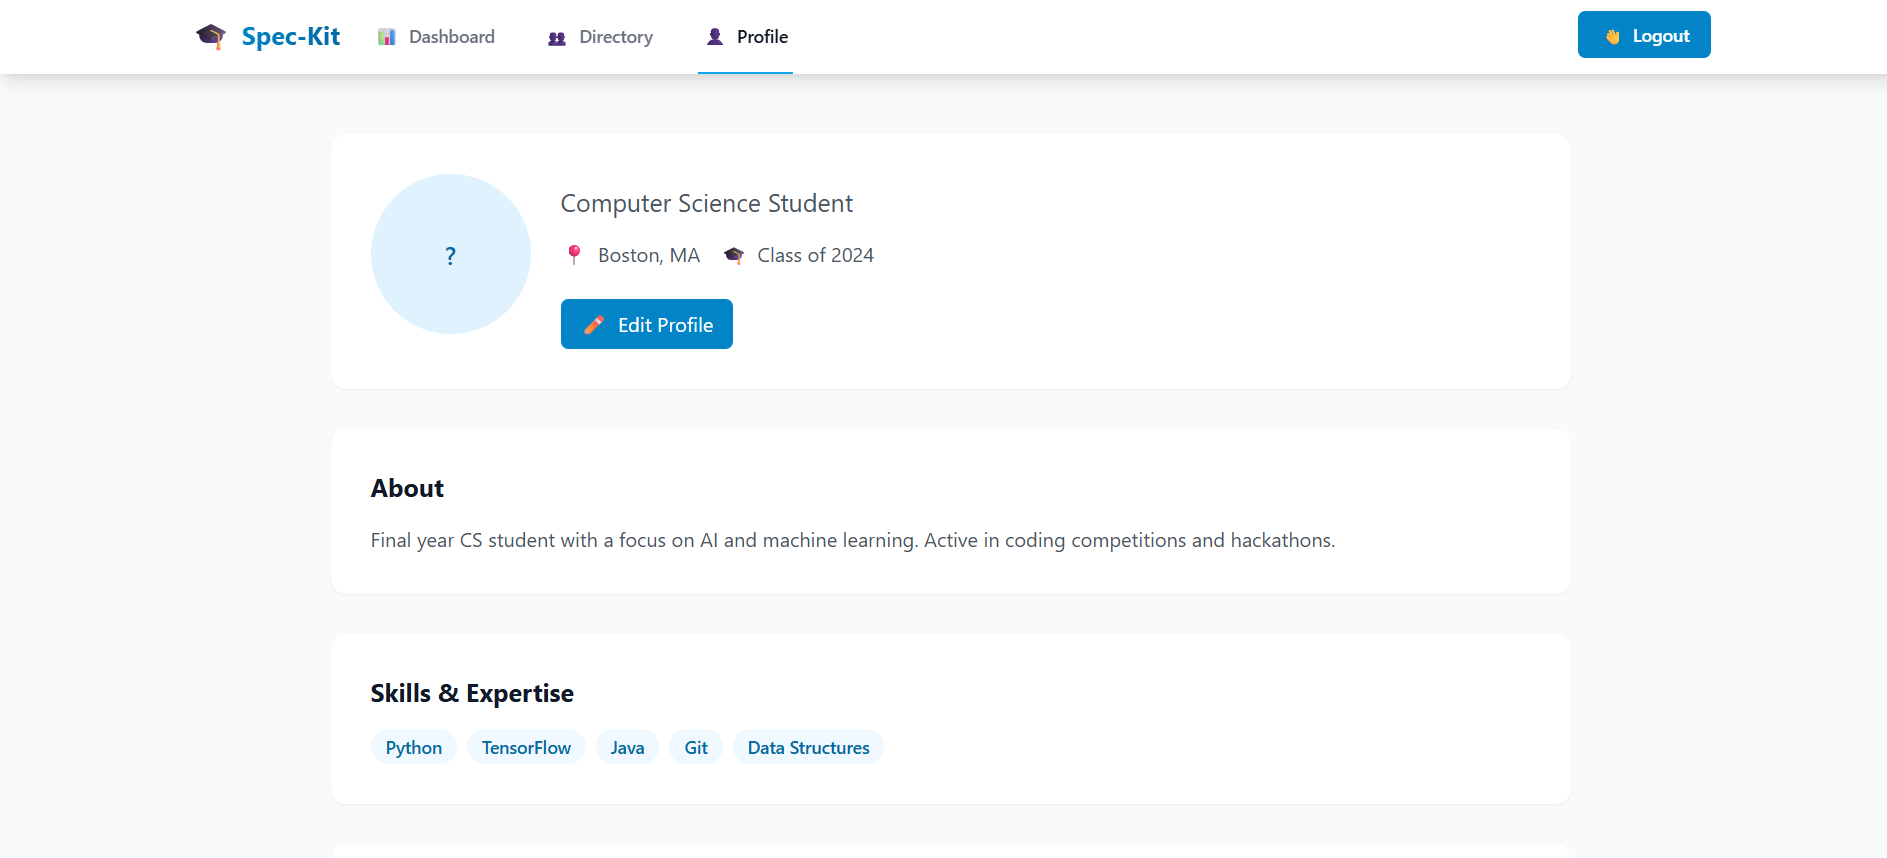 Spec-Kit Dashboard Directory Profile Logout
?
Computer Science Student
Boston, MA Class of 2024
Edit Profile
About
Final year CS student with a focus on AI and machine learning. Active in coding competitions and hackathons.
Skills & Expertise
Python TensorFlow Java Git Data Structures